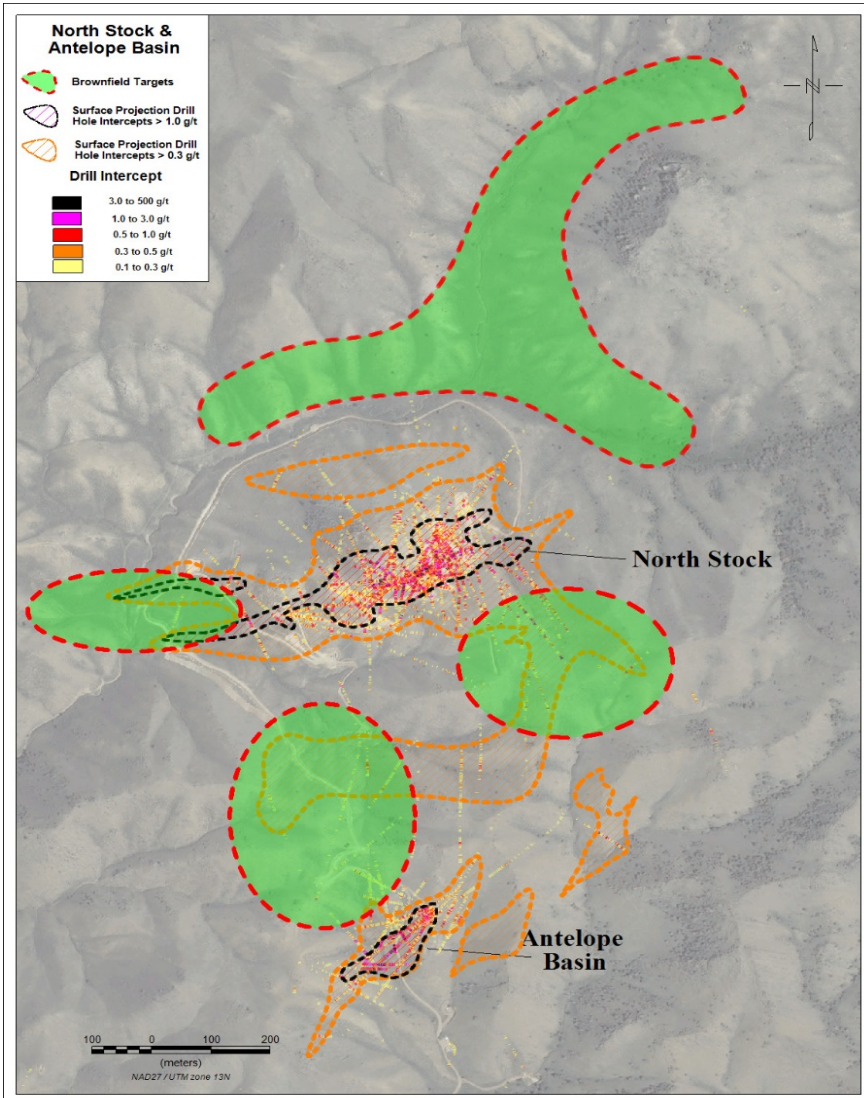 North Stock &
Antelope Basin
Brownfield Targets
Surface Projection Drill
Hole Intercepts > 1.0 g/t
Surface Projection Drill
Hole Intercepts > 0.3 g/t
Drill Intercept
3.0 to 500 g/t
1.0 to 3.0 g/t
0.5 to 1.0 g/t
0.3 to 0.5 g/t
0.1 to 0.3 g/t
N
North Stock
Antelope
Basin
100 0 100 200
(meters)
NAD27 / UTM zone 13N